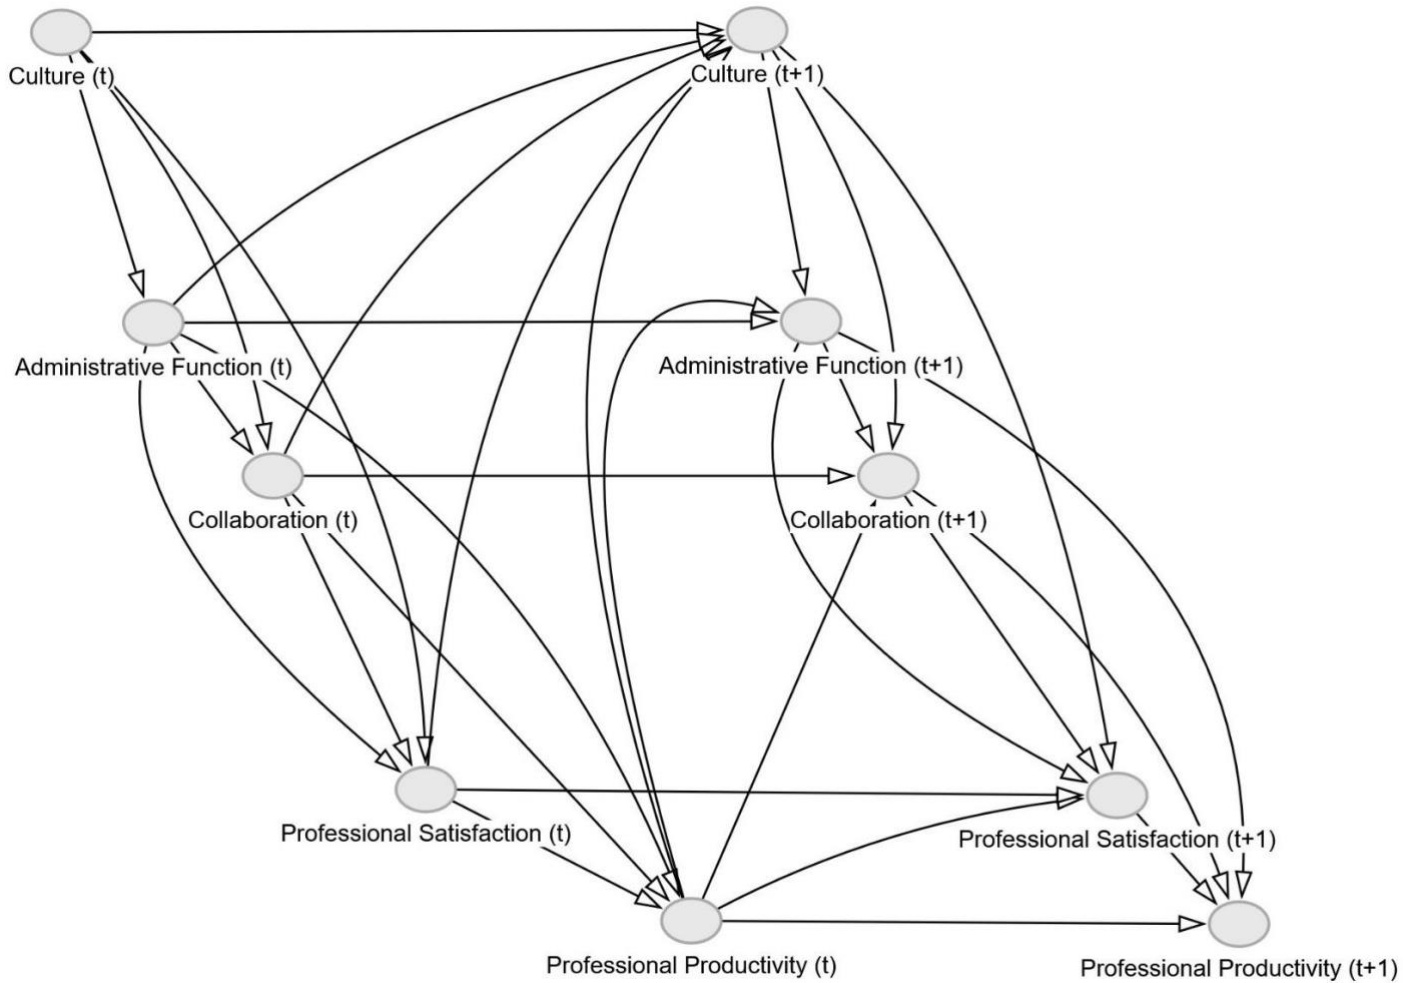 Culture (t)
Culture (t+1)
Administrative Function (t)
Administrative Function (t+1)
Collaboration (t)
Collaboration (t+1)
Professional Satisfaction (t)
Professional Satisfaction (t+1)
Professional Productivity (t)
Professional Productivity (t+1)